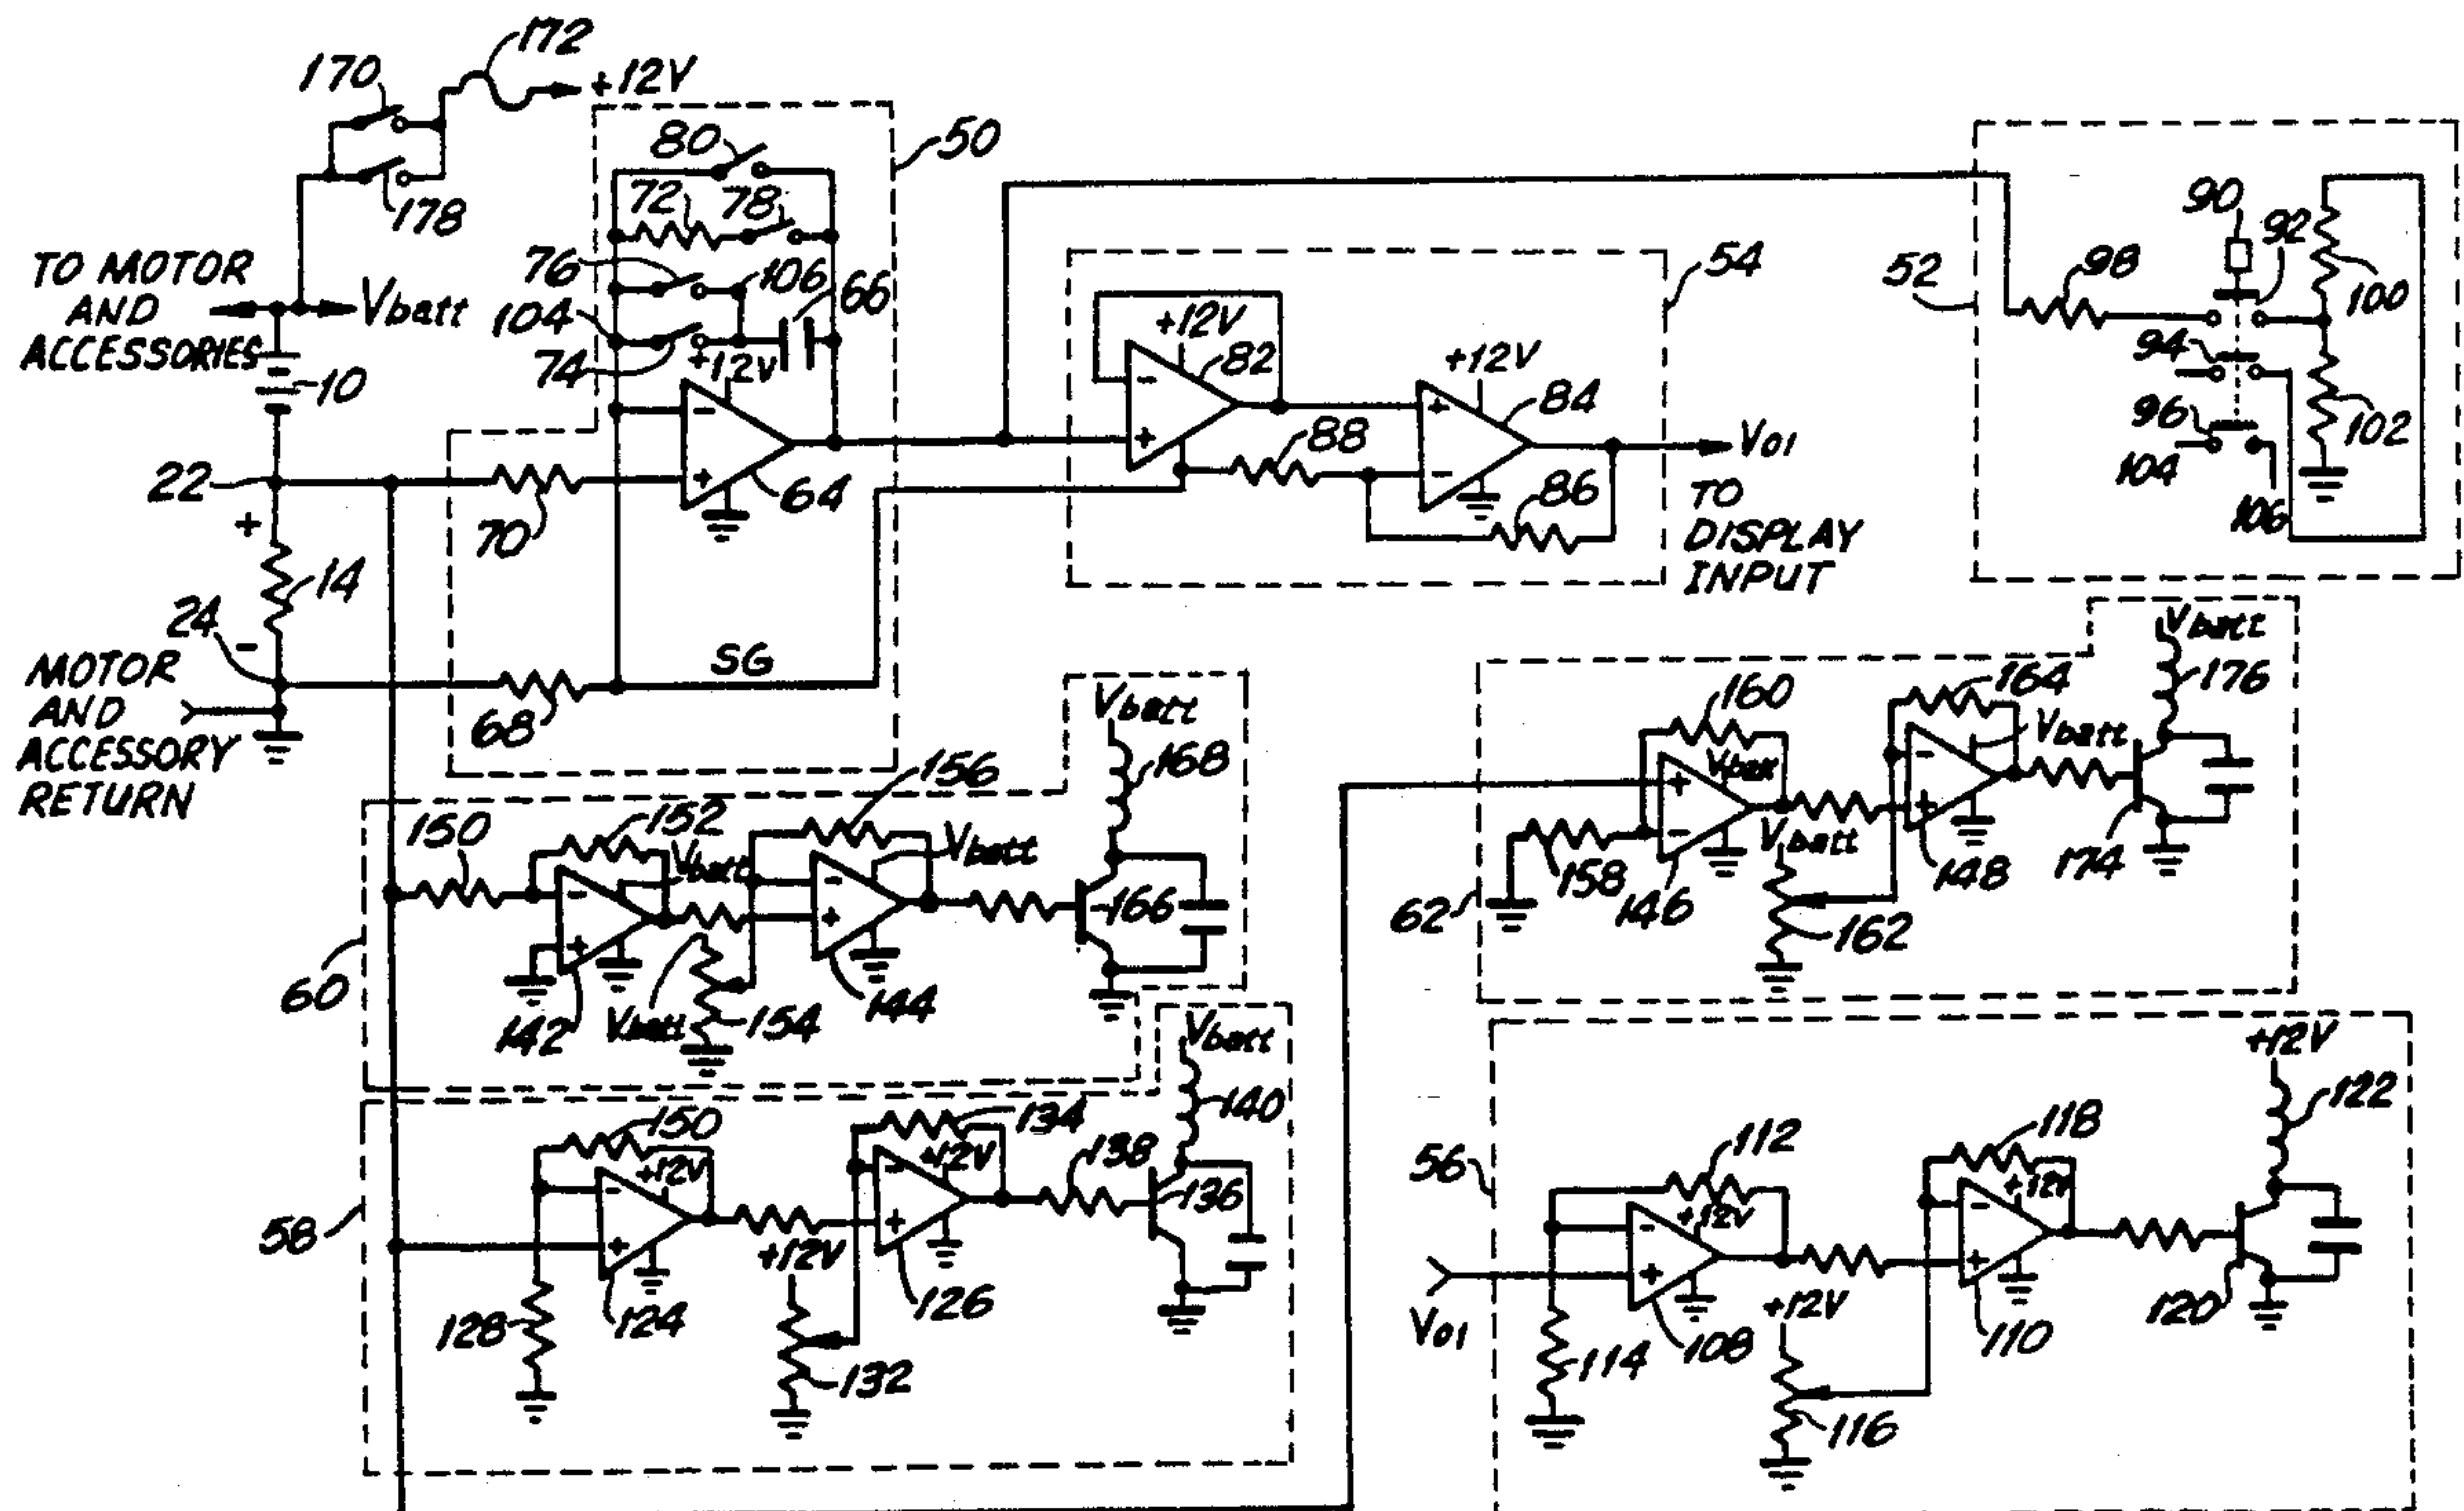 172
170
+12V
178
TO MOTOR
AND
ACCESSORIES
Vbatt
10
22
+
14
24
-
MOTOR
AND
ACCESSORY
RETURN
80
50
72
78
76
106
66
104
74
+12V
-
+
64
70
68
SG
54
+12V
82
-
+
88
+12V
84
+
-
86
V01
TO
DISPLAY
INPUT
52
98
90
92
100
94
96
102
104
106
60
150
152
Vbatt
-
+
142
156
Vbatt
-
+
144
Vbatt
154
Vbatt
168
166
62
160
Vbatt
+
-
158
146
Vbatt
162
164
-
+
Vbatt
148
Vbatt
176
174
58
150
+12V
-
+
128
124
+12V
132
134
+12V
-
+
126
138
Vbatt
140
136
56
V01
112
+12V
-
+
114
108
+12V
116
118
+12V
-
+
110
+12V
122
120